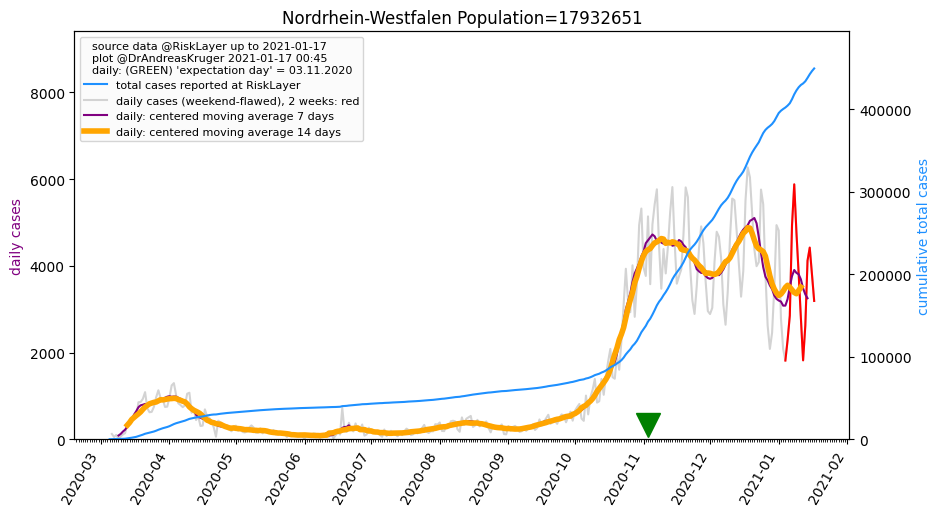 Nordrhein-Westfalen Population=17932651
source data @RiskLayer up to 2021-01-17
plot @DrAndreasKruger 2021-01-17 00:45
daily: (GREEN) 'expectation day' = 03.11.2020
total cases reported at RiskLayer
daily cases (weekend-flawed), 2 weeks: red
daily: centered moving average 7 days
daily: centered moving average 14 days
daily cases
8000
6000
4000
2000
0
400000
300000
200000
100000
0
cumulative total cases
2020-03
2020-04
2020-05
2020-06
2020-07
2020-08
2020-09
2020-10
2020-11
2020-12
2021-01
2021-02